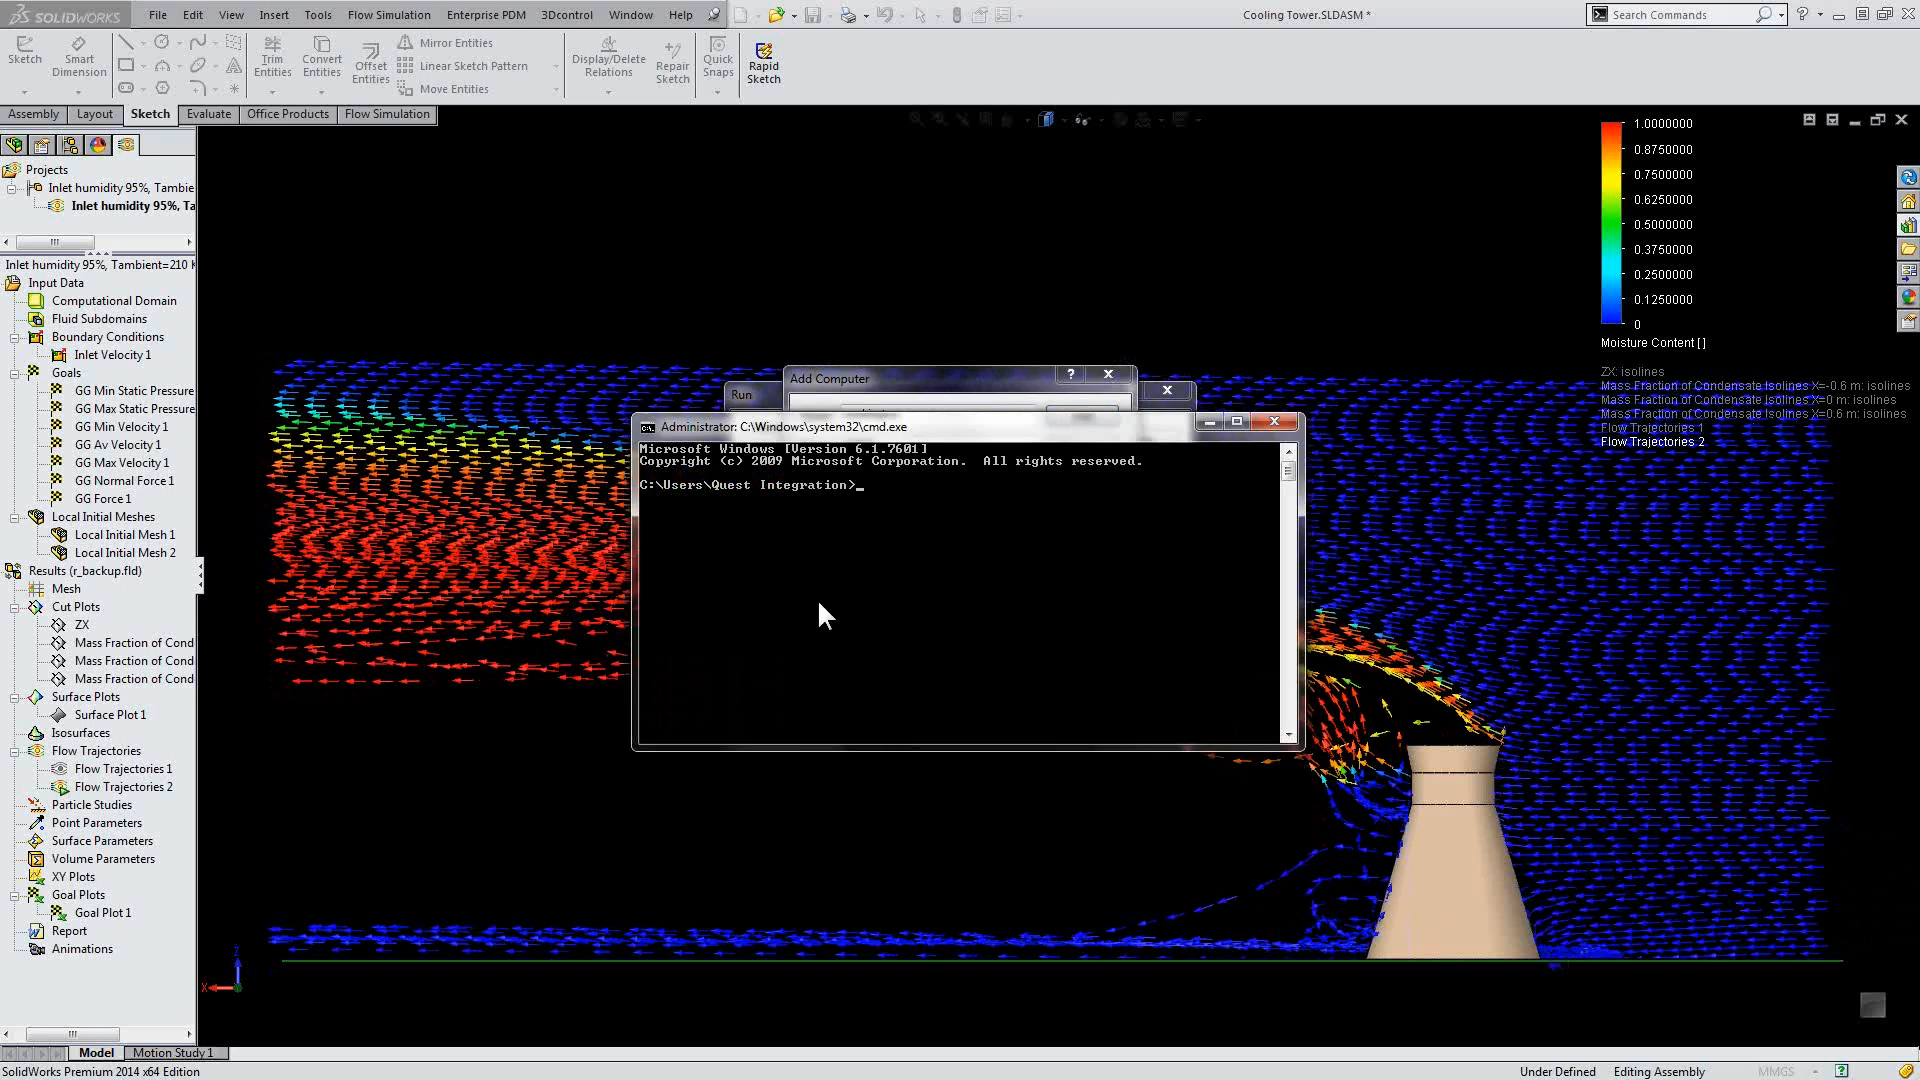 SOLIDWORKS File Edit View Insert Tools Flow Simulation Enterprise PDM 3Dcontrol Window Help Cooling Tower.SLDASM * Search Commands
Sketch Smart Dimension Trim Entities Convert Entities Offset Entities Mirror Entities Linear Sketch Pattern Move Entities Display/Delete Relations Repair Sketch Quick Snaps Rapid Sketch
Assembly Layout Sketch Evaluate Office Products Flow Simulation
Projects
Inlet humidity 95%, Tambie
Inlet humidity 95%, Ta
Inlet humidity 95%, Tambient=210 K
Input Data
Computational Domain
Fluid Subdomains
Boundary Conditions
Inlet Velocity 1
Goals
GG Min Static Pressure
GG Max Static Pressure
GG Min Velocity 1
GG Av Velocity 1
GG Max Velocity 1
GG Normal Force 1
GG Force 1
Local Initial Meshes
Local Initial Mesh 1
Local Initial Mesh 2
Results (r_backup.fld)
Mesh
Cut Plots
ZX
Mass Fraction of Cond
Mass Fraction of Cond
Mass Fraction of Cond
Surface Plots
Surface Plot 1
Isosurfaces
Flow Trajectories
Flow Trajectories 1
Flow Trajectories 2
Particle Studies
Point Parameters
Surface Parameters
Volume Parameters
XY Plots
Goal Plots
Goal Plot 1
Report
Animations
1.0000000
0.8750000
0.7500000
0.6250000
0.5000000
0.3750000
0.2500000
0.1250000
0
Moisture Content [ ]
ZX: isolines
Mass Fraction of Condensate Isolines X=-0.6 m: isolines
Mass Fraction of Condensate Isolines X=0 m: isolines
Mass Fraction of Condensate Isolines X=0.6 m: isolines
Flow Trajectories 1
Flow Trajectories 2
Add Computer
Run
Administrator: C:\Windows\system32\cmd.exe
Microsoft Windows [Version 6.1.7601]
Copyright (c) 2009 Microsoft Corporation.  All rights reserved.
C:\Users\Quest Integration>_
Z
X
Model Motion Study 1
SolidWorks Premium 2014 x64 Edition Under Defined Editing Assembly MMGS